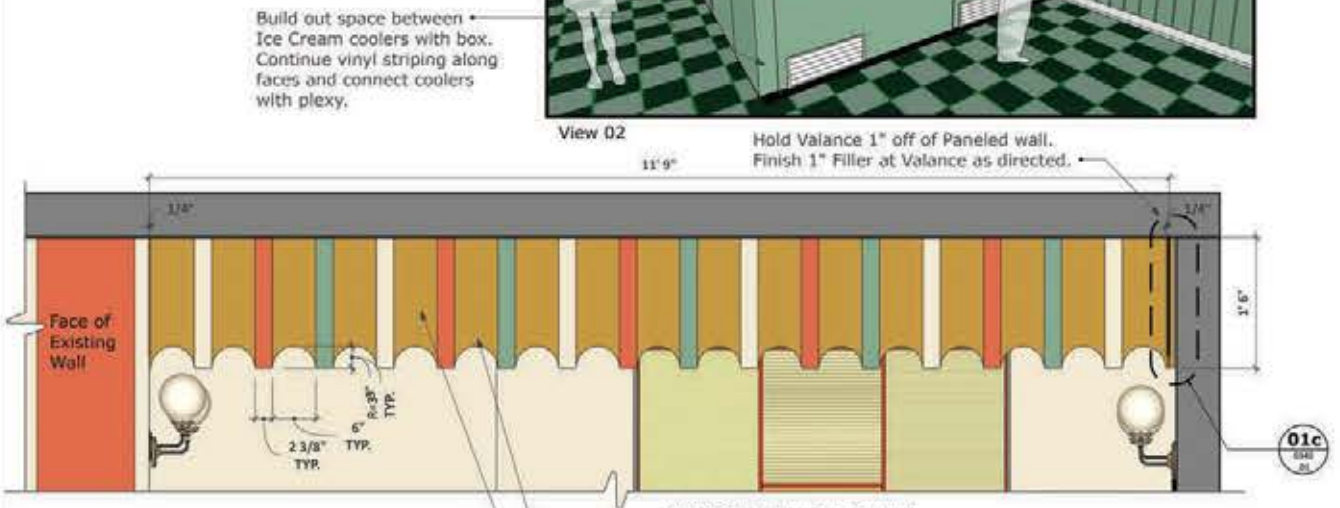 Build out space between
Ice Cream coolers with box.
Continue vinyl striping along
faces and connect coolers
with plexy.
View 02
Hold Valance 1" off of Paneled wall.
Finish 1" Filler at Valance as directed.
11' 9"
1/4"
1/4"
1' 6"
Face of
Existing
Wall
TYP.
6"
TYP.
2 3/8"
TYP.
01c